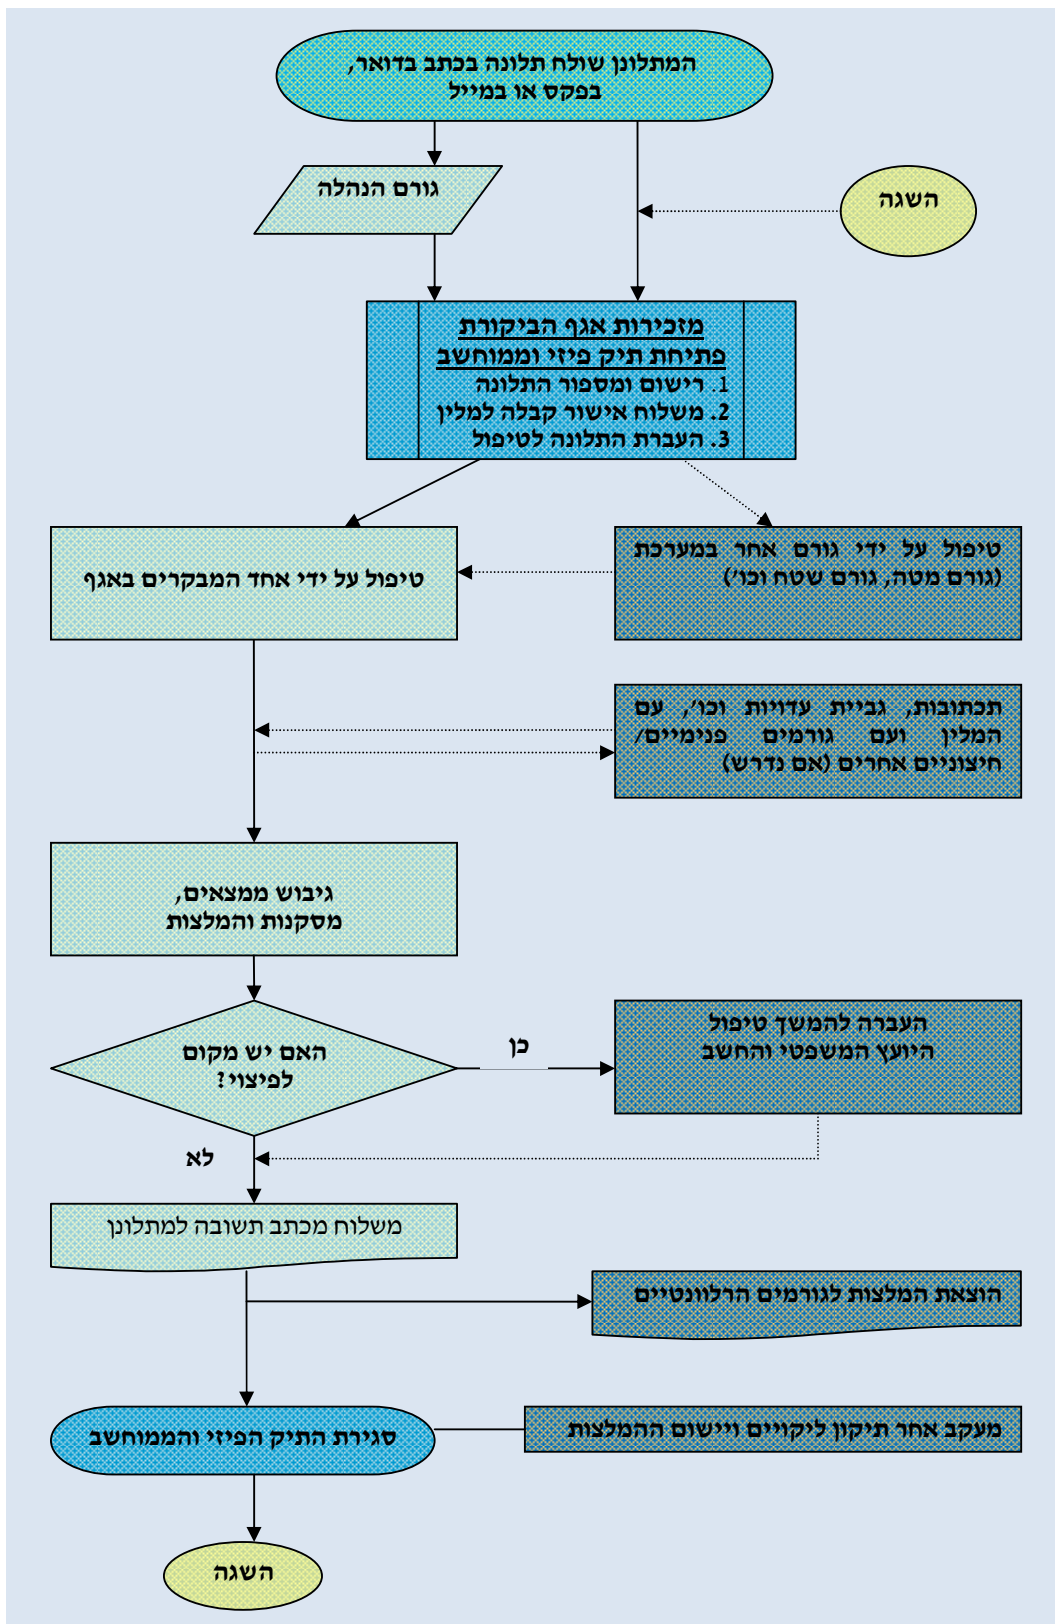 המתלונן שולח תלונה בכתב בדואר,
בפקס או במייל
גורם הנהלה
השגה
מזכירות אגף הביקורת
פתיחת תיק פיזי וממוחשב
1. רישום ומספור התלונה
2. משלוח אישור קבלה למלין
3. העברת התלונה לטיפול
טיפול על ידי גורם אחר במערכת
(גורם מטה, גורם שטח וכו')
טיפול על ידי אחד המבקרים באגף
תכתובות, גביית עדויות וכו', עם
המלין ועם גורמים פנימיים/
חיצוניים אחרים (אם נדרש)
גיבוש ממצאים,
מסקנות והמלצות
האם יש מקום
לפיצוי?
כן
העברה להמשך טיפול
היועץ המשפטי והחשב
לא
משלוח מכתב תשובה למתלונן
הוצאת המלצות לגורמים הרלוונטיים
סגירת התיק הפיזי והממוחשב
מעקב אחר תיקון ליקויים ויישום ההמלצות
השגה